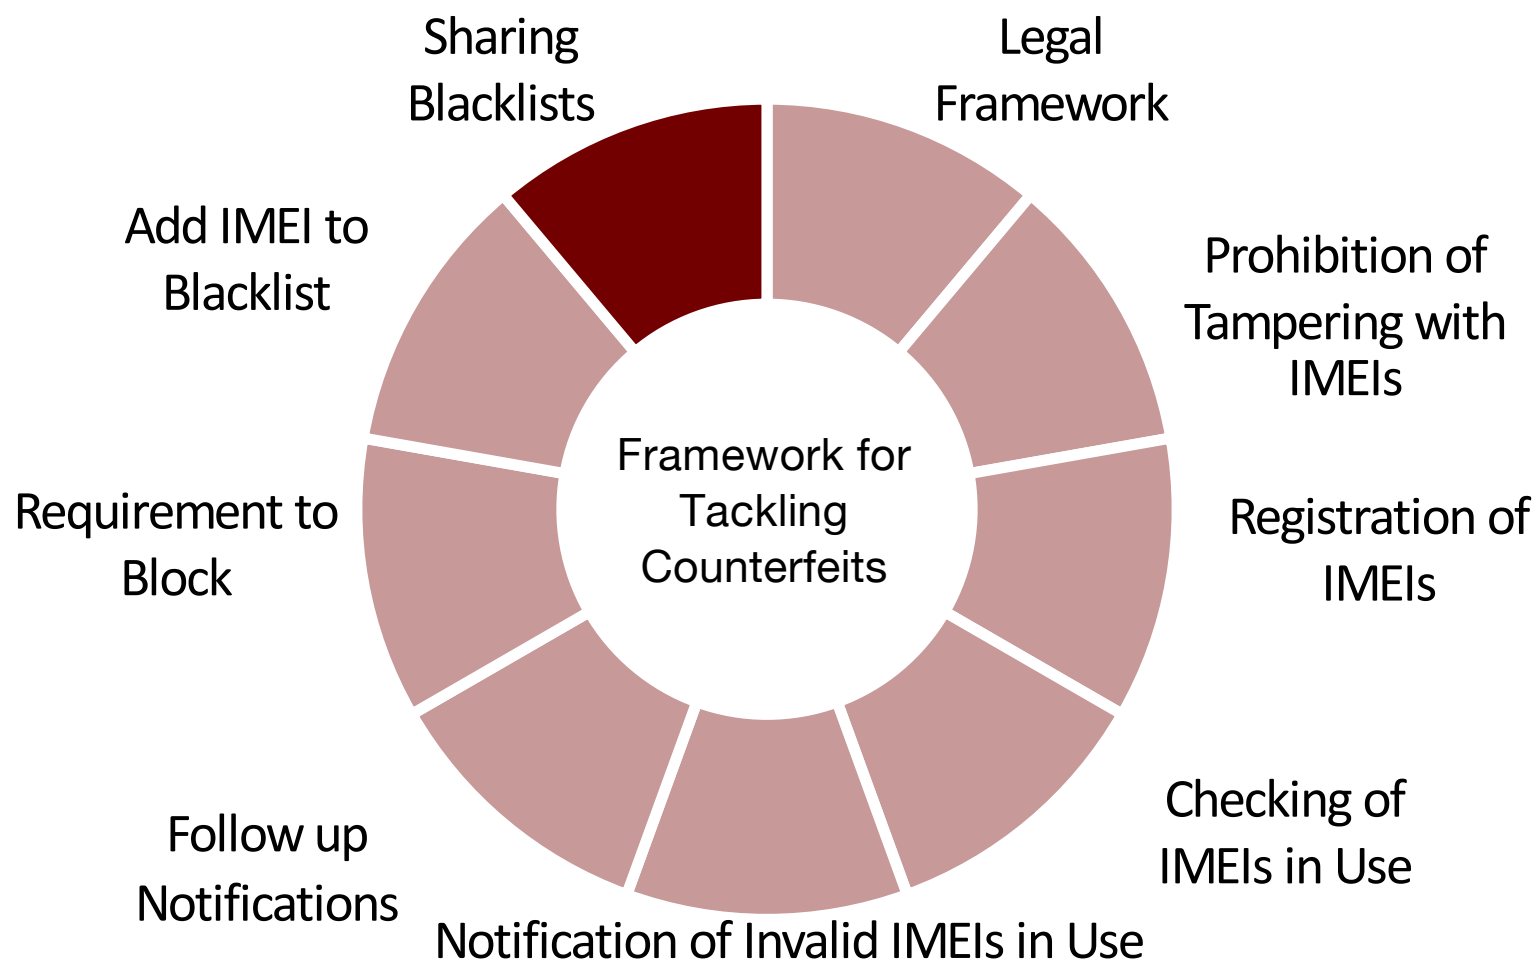 Sharing
Blacklists
Legal
Framework
Add IMEI to
Blacklist
Prohibition of
Tampering with
IMEIs
Framework for
Tackling
Counterfeits
Requirement to
Block
Registration of
IMEIs
Follow up
Notifications
Checking of
IMEIs in Use
Notification of Invalid IMEIs in Use